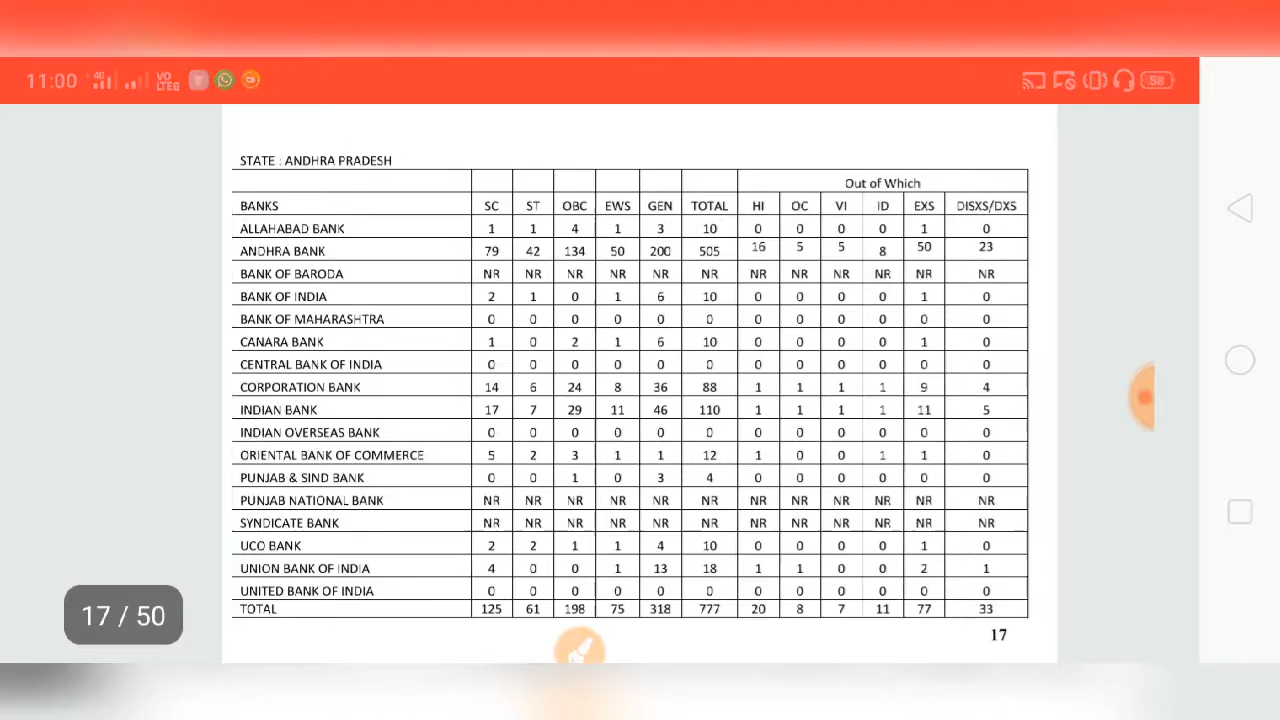 11:00 4G VO LTE 58
STATE : ANDHRA PRADESH
Out of Which
BANKS SC ST OBC EWS GEN TOTAL HI OC VI ID EXS DISXS/DXS
ALLAHABAD BANK 1 1 4 1 3 10 0 0 0 0 1 0
ANDHRA BANK 79 42 134 50 200 505 16 5 5 8 50 23
BANK OF BARODA NR NR NR NR NR NR NR NR NR NR NR NR
BANK OF INDIA 2 1 0 1 6 10 0 0 0 0 1 0
BANK OF MAHARASHTRA 0 0 0 0 0 0 0 0 0 0 0 0
CANARA BANK 1 0 2 1 6 10 0 0 0 0 1 0
CENTRAL BANK OF INDIA 0 0 0 0 0 0 0 0 0 0 0 0
CORPORATION BANK 14 6 24 8 36 88 1 1 1 1 9 4
INDIAN BANK 17 7 29 11 46 110 1 1 1 1 11 5
INDIAN OVERSEAS BANK 0 0 0 0 0 0 0 0 0 0 0 0
ORIENTAL BANK OF COMMERCE 5 2 3 1 1 12 1 0 0 1 1 0
PUNJAB & SIND BANK 0 0 1 0 3 4 0 0 0 0 0 0
PUNJAB NATIONAL BANK NR NR NR NR NR NR NR NR NR NR NR NR
SYNDICATE BANK NR NR NR NR NR NR NR NR NR NR NR NR
UCO BANK 2 2 1 1 4 10 0 0 0 0 1 0
UNION BANK OF INDIA 4 0 0 1 13 18 1 1 0 0 2 1
UNITED BANK OF INDIA 0 0 0 0 0 0 0 0 0 0 0 0
TOTAL 125 61 198 75 318 777 20 8 7 11 77 33
17 / 50
17